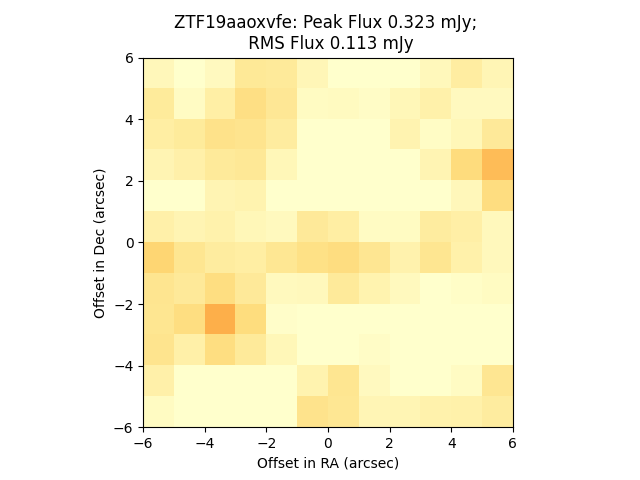 ZTF19aaoxvfe: Peak Flux 0.323 mJy;
RMS Flux 0.113 mJy
6
4
2
0
−2
−4
−6
Offset in Dec (arcsec)
−6 −4 −2 0 2 4 6
Offset in RA (arcsec)